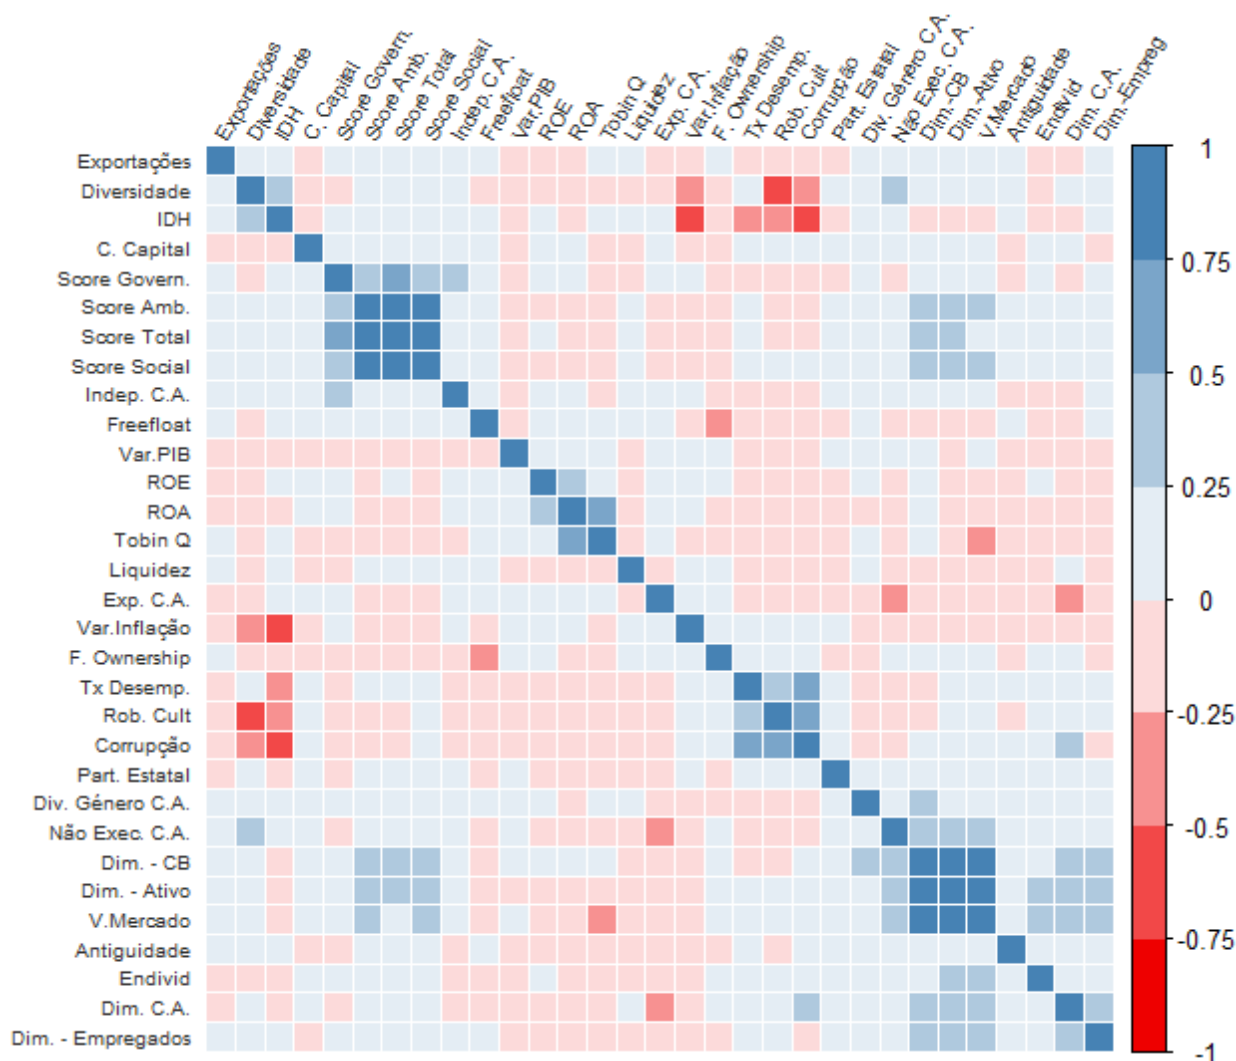 Exportações
Diversidade
IDH
C. Capital
Score Govern.
Score Amb.
Score Total
Score Social
Indep. C.A.
Freefloat
Var.PIB
ROE
ROA
Tobin Q
Liquidez
Exp. C.A.
Var.Inflação
F. Ownership
Tx Desemp.
Rob. Cult
Corrupção
Part. Estatal
Div. Género C.A.
Não Exec. C.A.
Dim.-CB
Dim.-Ativo
V.Mercado
Antiguidade
Endivid
Dim. C.A.
Dim.-Empreg
Exportações
Diversidade
IDH
C. Capital
Score Govern.
Score Amb.
Score Total
Score Social
Indep. C.A.
Freefloat
Var.PIB
ROE
ROA
Tobin Q
Liquidez
Exp. C.A.
Var.Inflação
F. Ownership
Tx Desemp.
Rob. Cult
Corrupção
Part. Estatal
Div. Género C.A.
Não Exec. C.A.
Dim. - CB
Dim. - Ativo
V.Mercado
Antiguidade
Endivid
Dim. C.A.
Dim. - Empregados
1
0.75
0.5
0.25
0
-0.25
-0.5
-0.75
-1